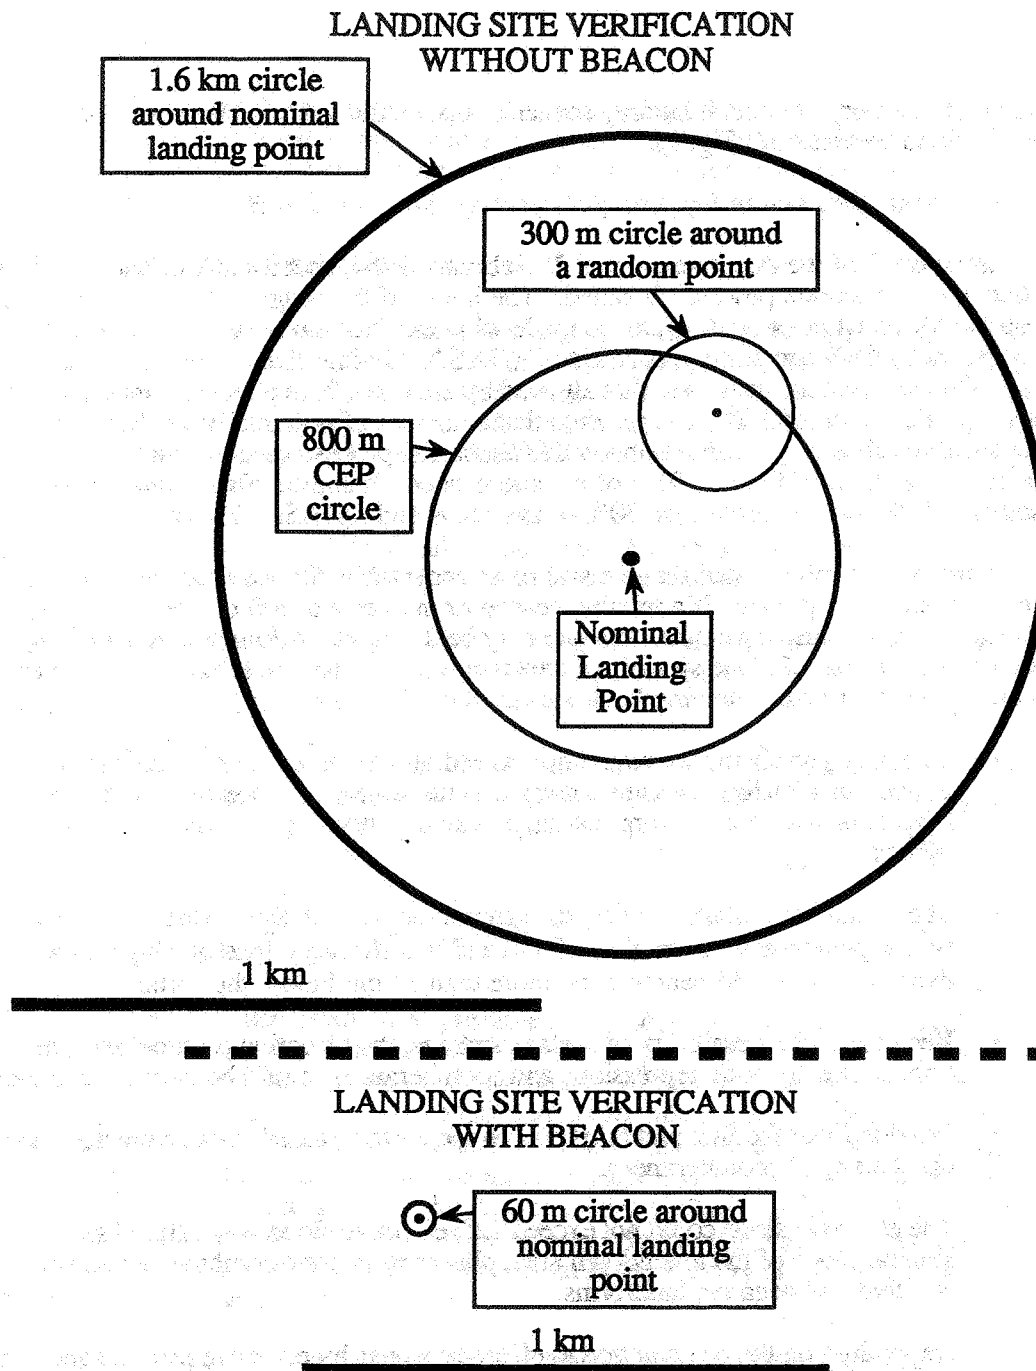 LANDING SITE VERIFICATION
WITHOUT BEACON
1.6 km circle
around nominal
landing point
300 m circle around
a random point
800 m
CEP
circle
Nominal
Landing
Point
1 km
LANDING SITE VERIFICATION
WITH BEACON
60 m circle around
nominal landing
point
1 km